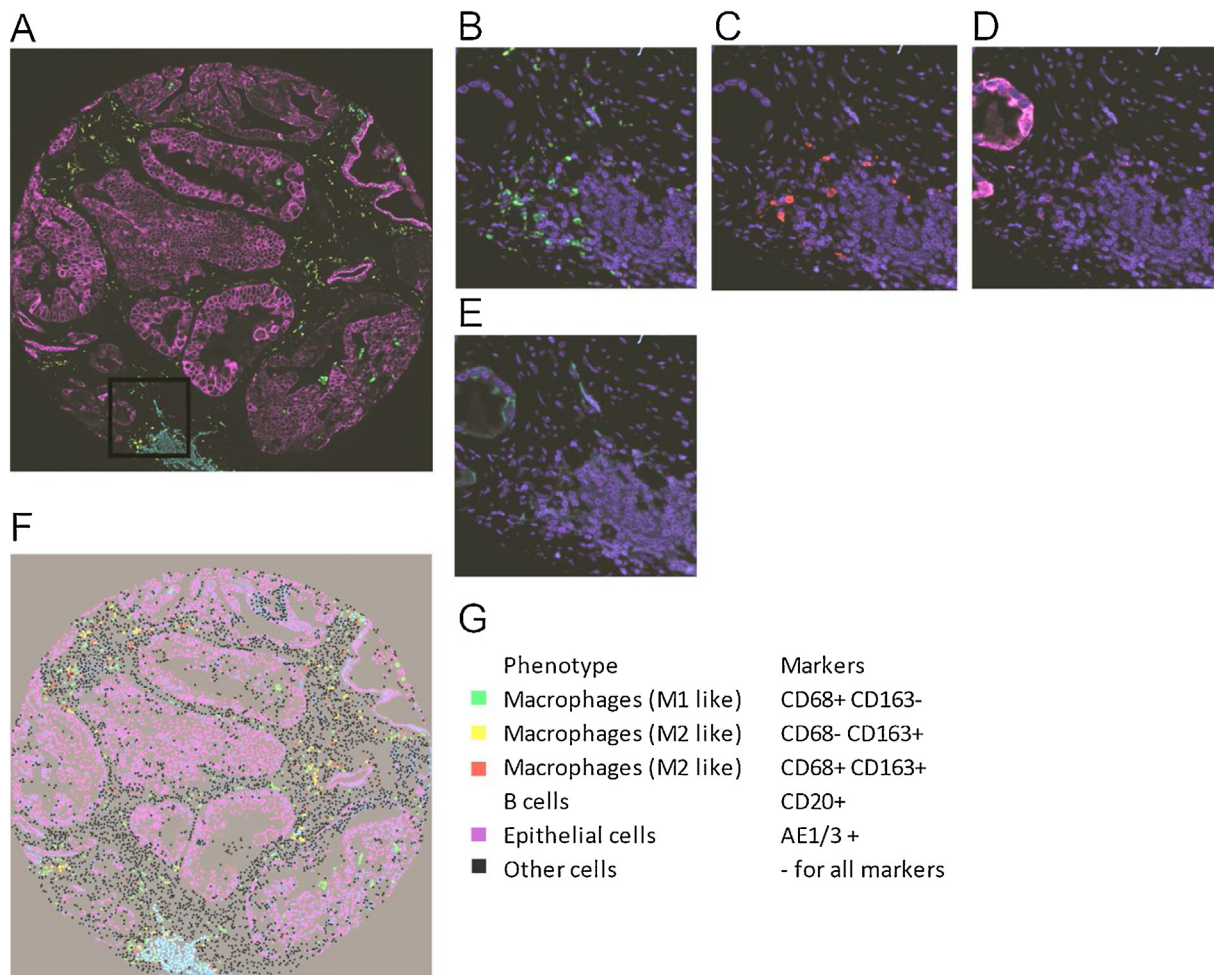 A
B
C
D
E
F
G
Phenotype Markers
Macrophages (M1 like) CD68+ CD163-
Macrophages (M2 like) CD68- CD163+
Macrophages (M2 like) CD68+ CD163+
B cells CD20+
Epithelial cells AE1/3 +
Other cells - for all markers